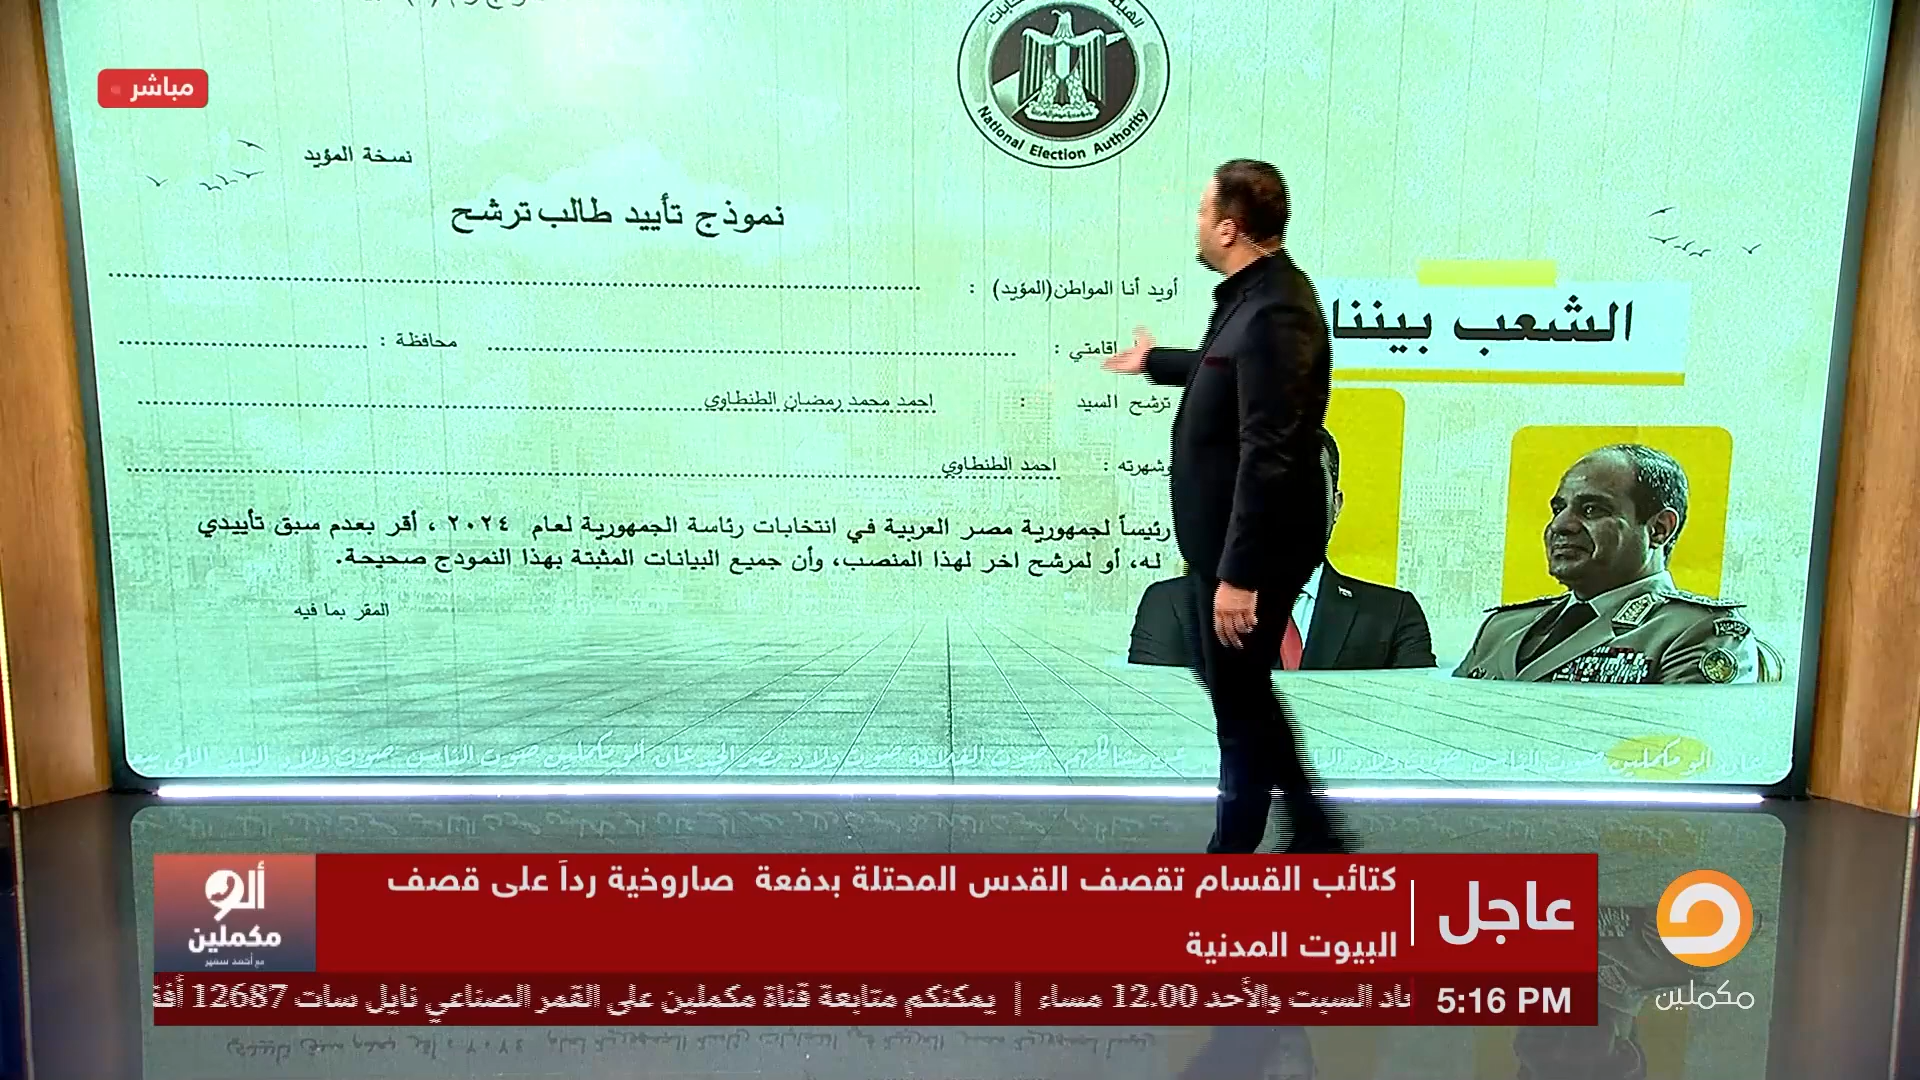 مباشر
National Election Authority
نسخة المؤيد
نموذج تأييد طالب ترشح
أويد أنا المواطن(المؤيد) :
اقامتي : محافظة :
ترشح السيد : احمد محمد رمضان الطنطاوي
وشهرته : احمد الطنطاوي
رئيساً لجمهورية مصر العربية في انتخابات رئاسة الجمهورية لعام ٢٠٢٤ ، أقر بعدم سبق تأييدي
له، أو لمرشح اخر لهذا المنصب، وأن جميع البيانات المثبتة بهذا النموذج صحيحة.
المقر بما فيه
الشعب بيننا
عاجل
كتائب القسام تقصف القدس المحتلة بدفعة صاروخية رداً على قصف
البيوت المدنية
ألو
مكملين
مع أحمد سمير
5:16 PM
السبت والأحد 12.00 مساء | يمكنكم متابعة قناة مكملين على القمر الصناعي نايل سات 12687
مكملين